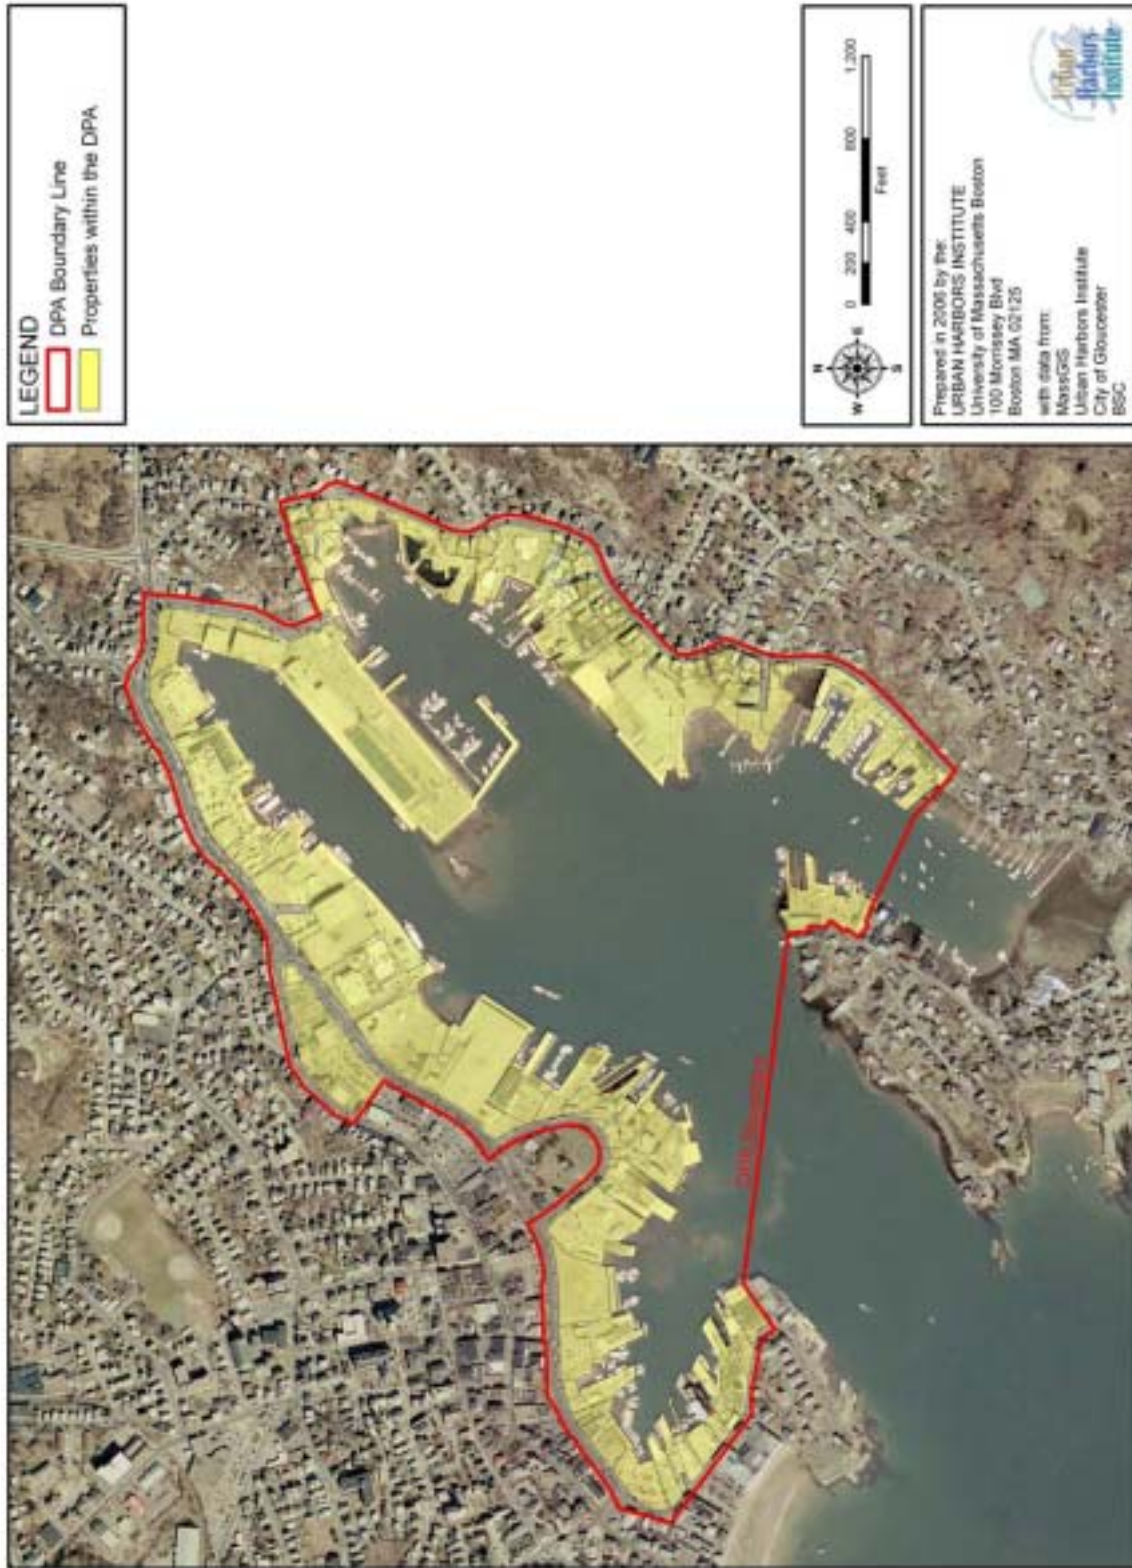 LEGEND
DPA Boundary Line
Properties within the DPA
N
W E
S
0 200 400 800 1,200
Feet
Prepared in 2006 by the:
URBAN HARBORS INSTITUTE
University of Massachusetts Boston
100 Morrissey Blvd
Boston MA 02125
with data from:
MassGIS
Urban Harbors Institute
City of Gloucester
BSC
Urban
Harbors
Institute